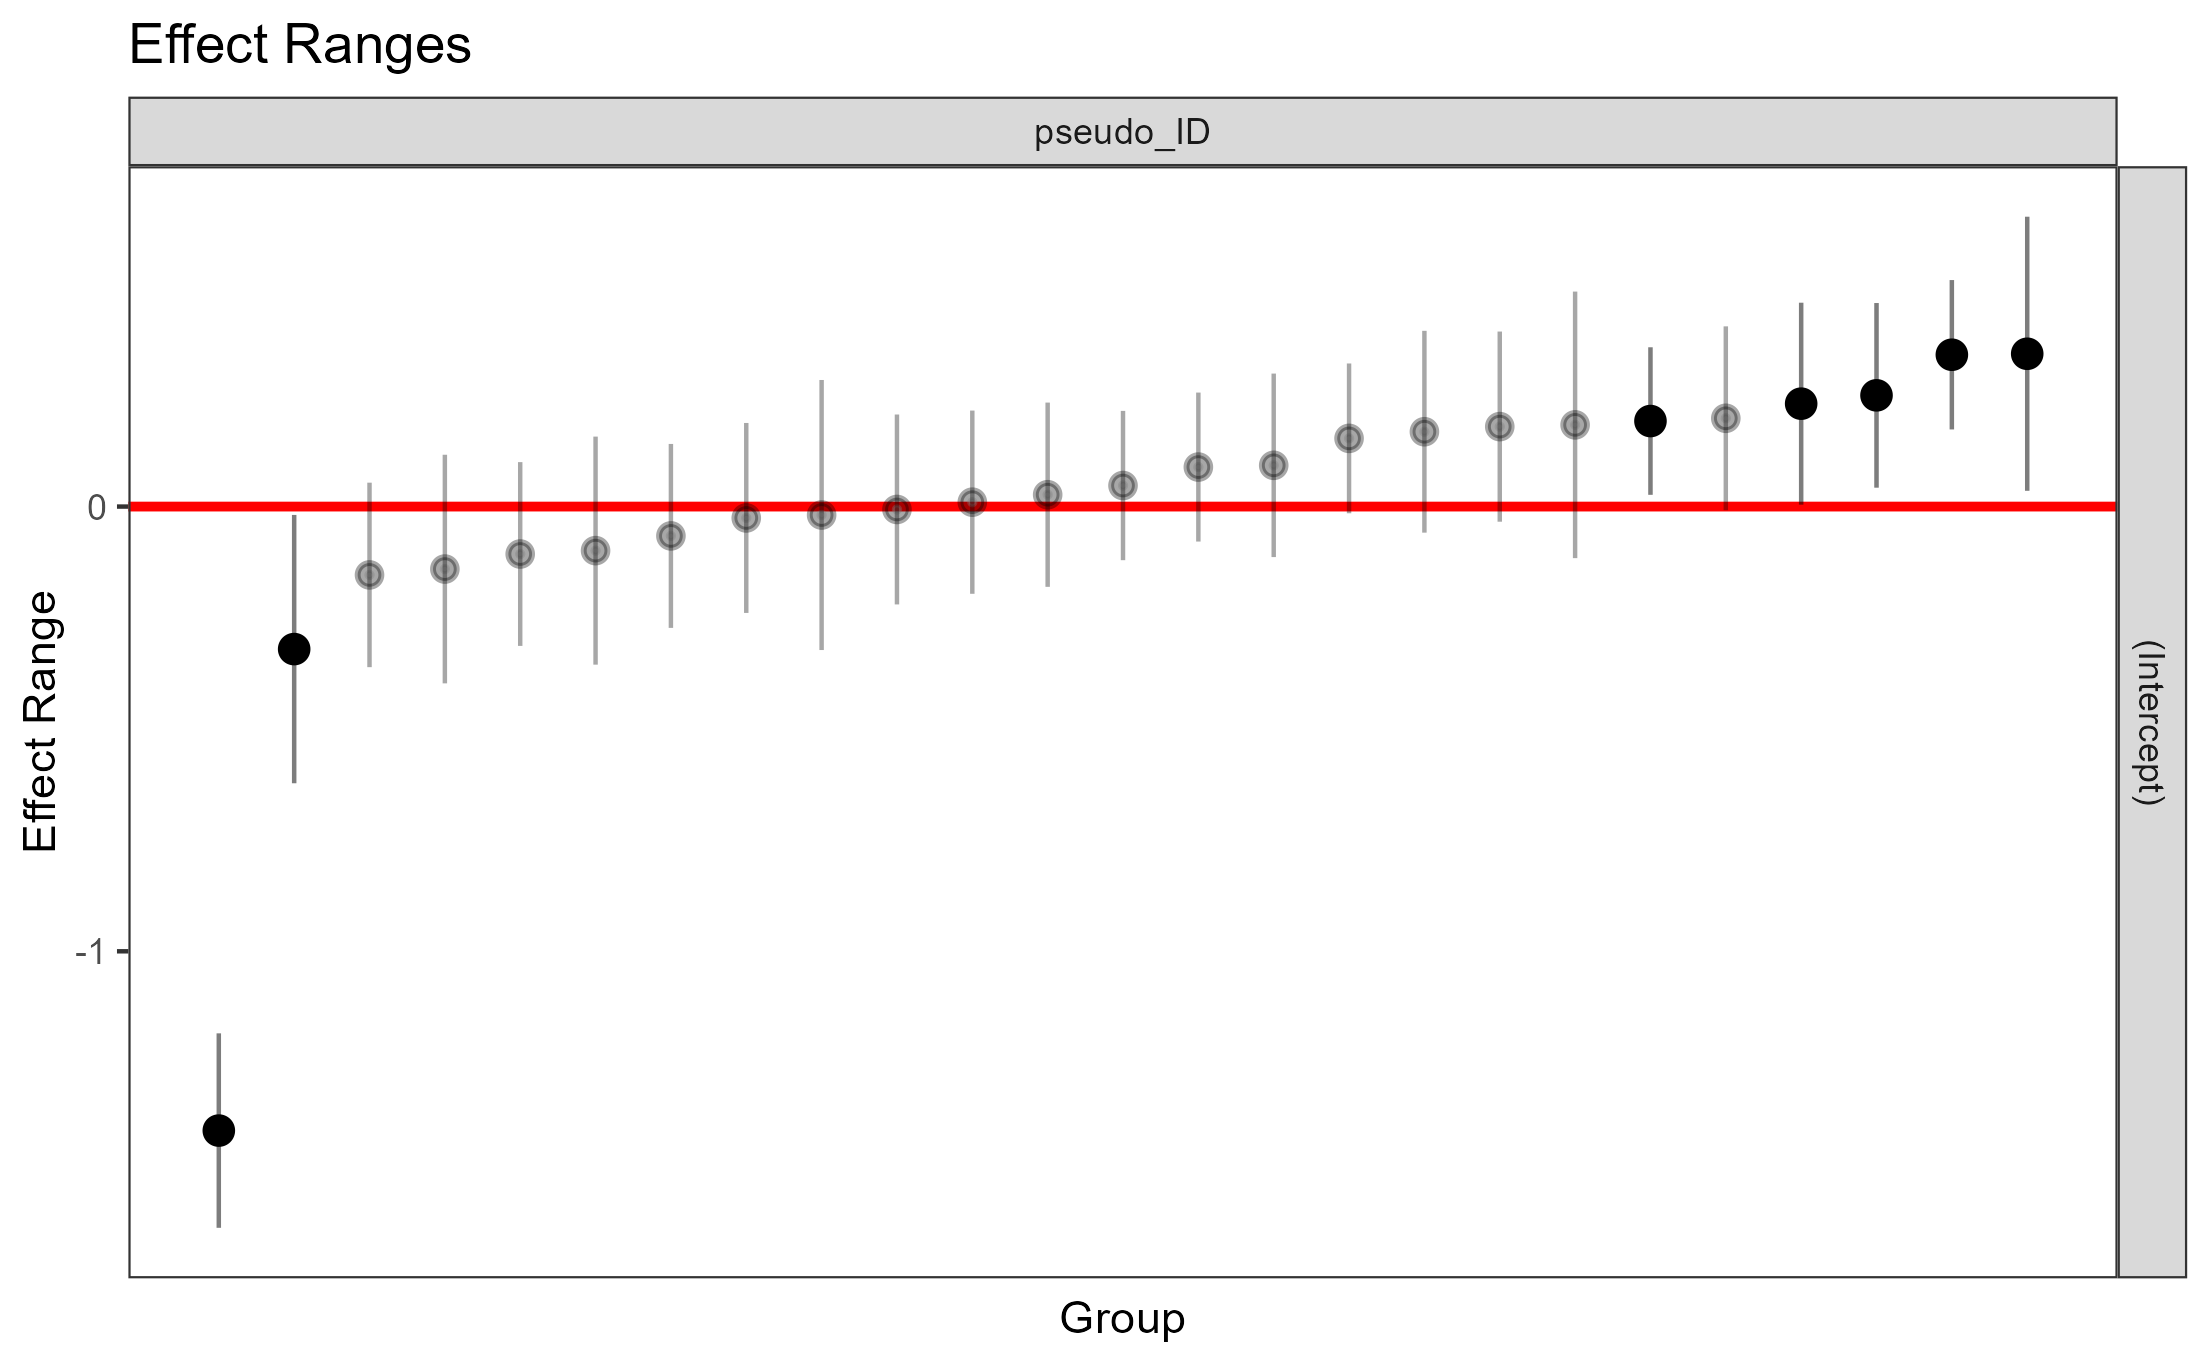 Effect Ranges
pseudo_ID
Effect Range
0
-1
(Intercept)
Group